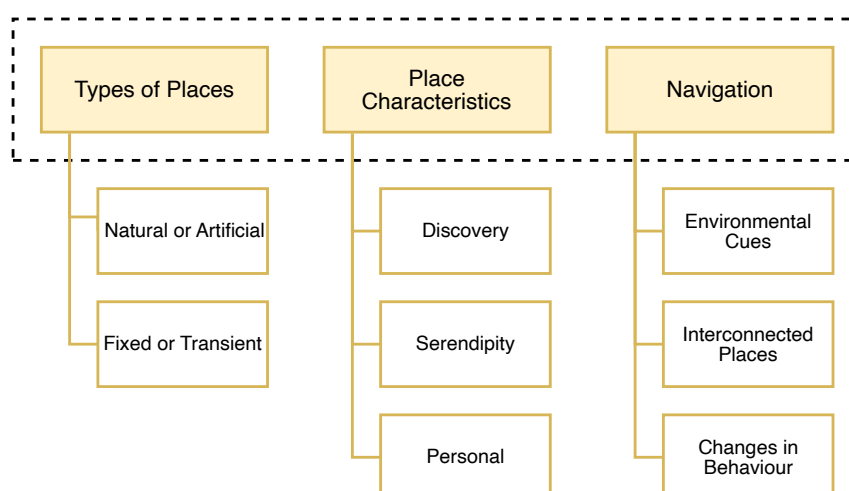 Types of Places
Natural or Artificial
Fixed or Transient
Place
Characteristics
Discovery
Serendipity
Personal
Navigation
Environmental
Cues
Interconnected
Places
Changes in
Behaviour